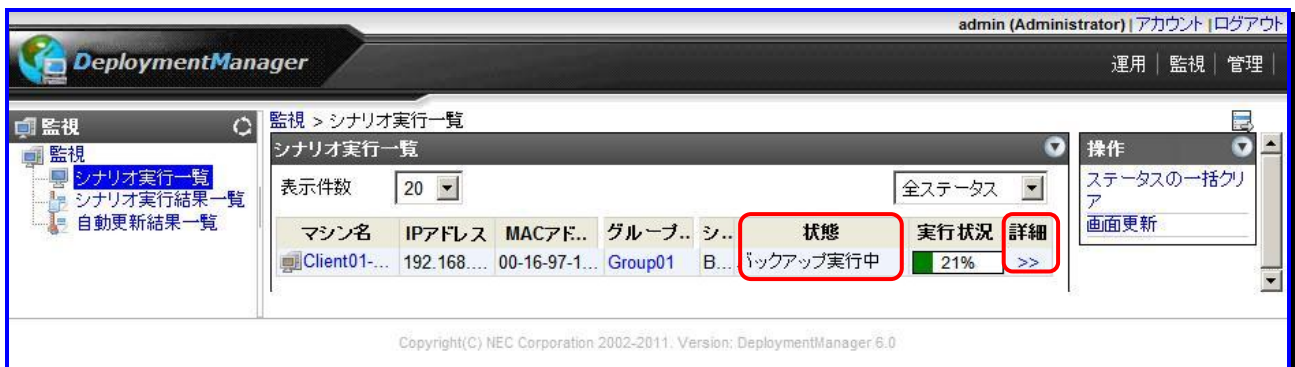 admin (Administrator) | アカウント | ログアウト
DeploymentManager
運用 | 監視 | 管理 |
監視
監視
シナリオ実行一覧
シナリオ実行結果一覧
自動更新結果一覧
監視 > シナリオ実行一覧
シナリオ実行一覧
表示件数 20 全ステータス
マシン名 IPアドレス MACアド... グループ.. シ.. 状態 実行状況 詳細
Client01-... 192.168.... 00-16-97-1... Group01 B... バックアップ実行中 21% >>
操作
ステータスの一括クリ
ア
画面更新
Copyright(C) NEC Corporation 2002-2011. Version: DeploymentManager 6.0